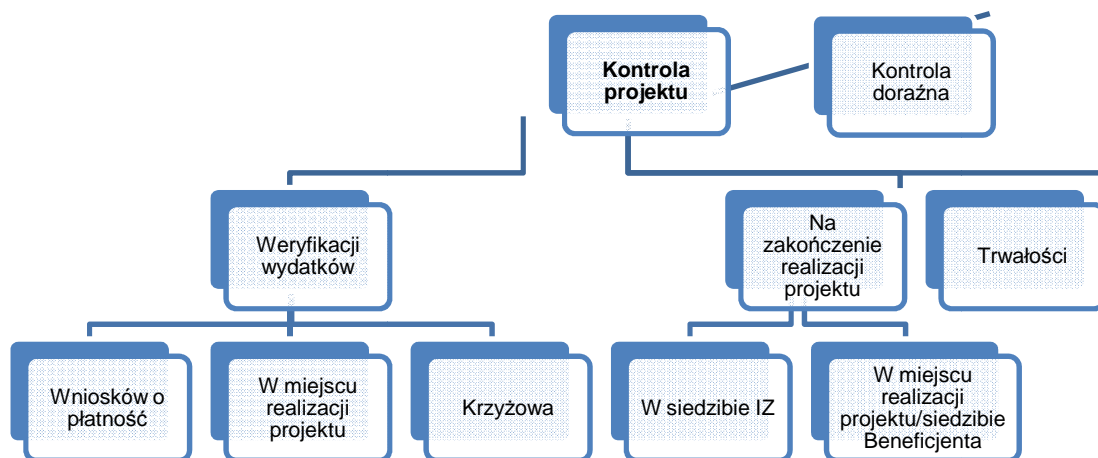 Kontrola
projektu
Kontrola
doraźna
Weryfikacji
wydatków
Na
zakończenie
realizacji
projektu
Trwałości
Wniosków o
płatność
W miejscu
realizacji
projektu
Krzyżowa
W siedzibie IZ
W miejscu
realizacji
projektu/siedzibie
Beneficjenta